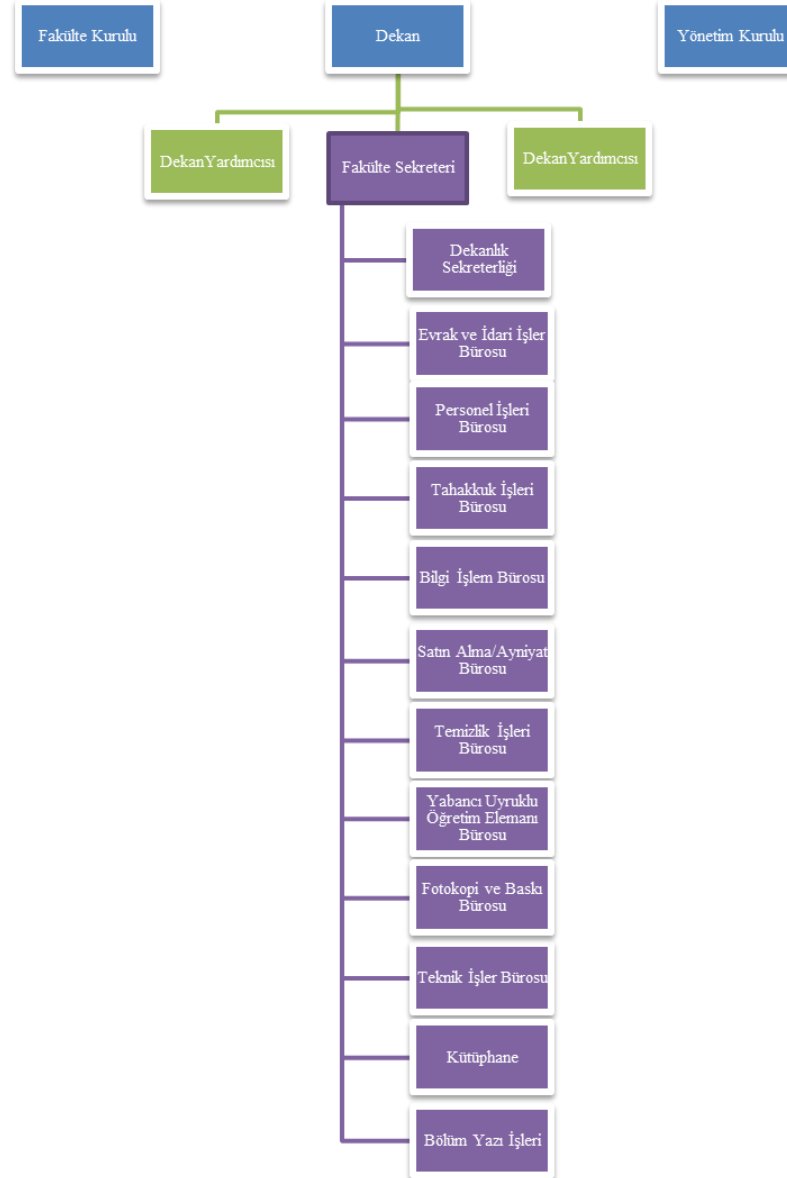 Fakülte Kurulu
Dekan
Yönetim Kurulu
DekanYardımcısı
Fakülte Sekreteri
DekanYardımcısı
Dekanlık
Sekreterliği
Evrak ve İdari İşler
Bürosu
Personel İşleri
Bürosu
Tahakkuk İşleri
Bürosu
Bilgi İşlem Bürosu
Satın Alma/Ayniyat
Bürosu
Temizlik İşleri
Bürosu
Yabancı Uyruklu
Öğretim Elemanı
Bürosu
Fotokopi ve Baskı
Bürosu
Teknik İşler Bürosu
Kütüphane
Bölüm Yazı İşleri